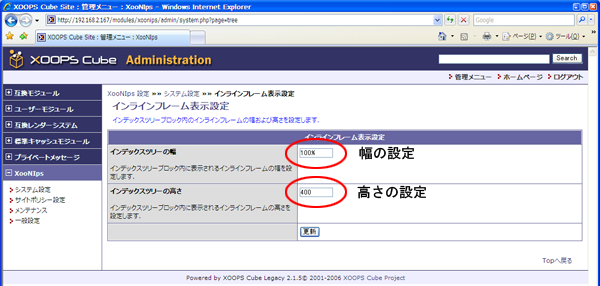 XOOPS Cube Site : 管理メニュー : XooNIps - Windows Internet Explorer
http://192.168.2.167/modules/xoonips/admin/system.php?page=tree
Google
XOOPS Cube Site : 管理メニュー : XooNIps
ページ(P)
ツール(O)
XOOPS Cube Administration
Search
管理メニュー
ホームページ
ログアウト
互換モジュール
ユーザーモジュール
互換レンダーシステム
標準キャッシュモジュール
プライベートメッセージ
XooNIps
システム設定
サイトポリシー設定
メンテナンス
一般設定
XooNIps 設定 »» システム設定 »» インラインフレーム表示設定
インラインフレーム表示設定
インデックスツリーブロック内のインラインフレームの幅および高さを設定します.
インラインフレーム表示設定
インデックスツリーの幅
インデックスツリーブロック内に表示されるインラインフレームの幅を設定します.
100%
幅の設定
インデックスツリーの高さ
インデックスツリーブロック内に表示されるインラインフレームの高さを設定します.
400
高さの設定
更新
Topへ戻る
Powered by XOOPS Cube Legacy 2.1.5© 2001-2006 XOOPS Cube Project